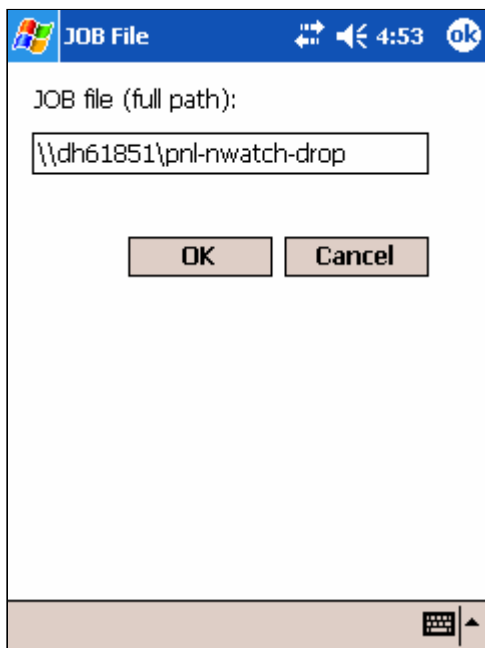 JOB File 4:53 ok
JOB file (full path):
\\dh61851\pnl-nwatch-drop
OK Cancel